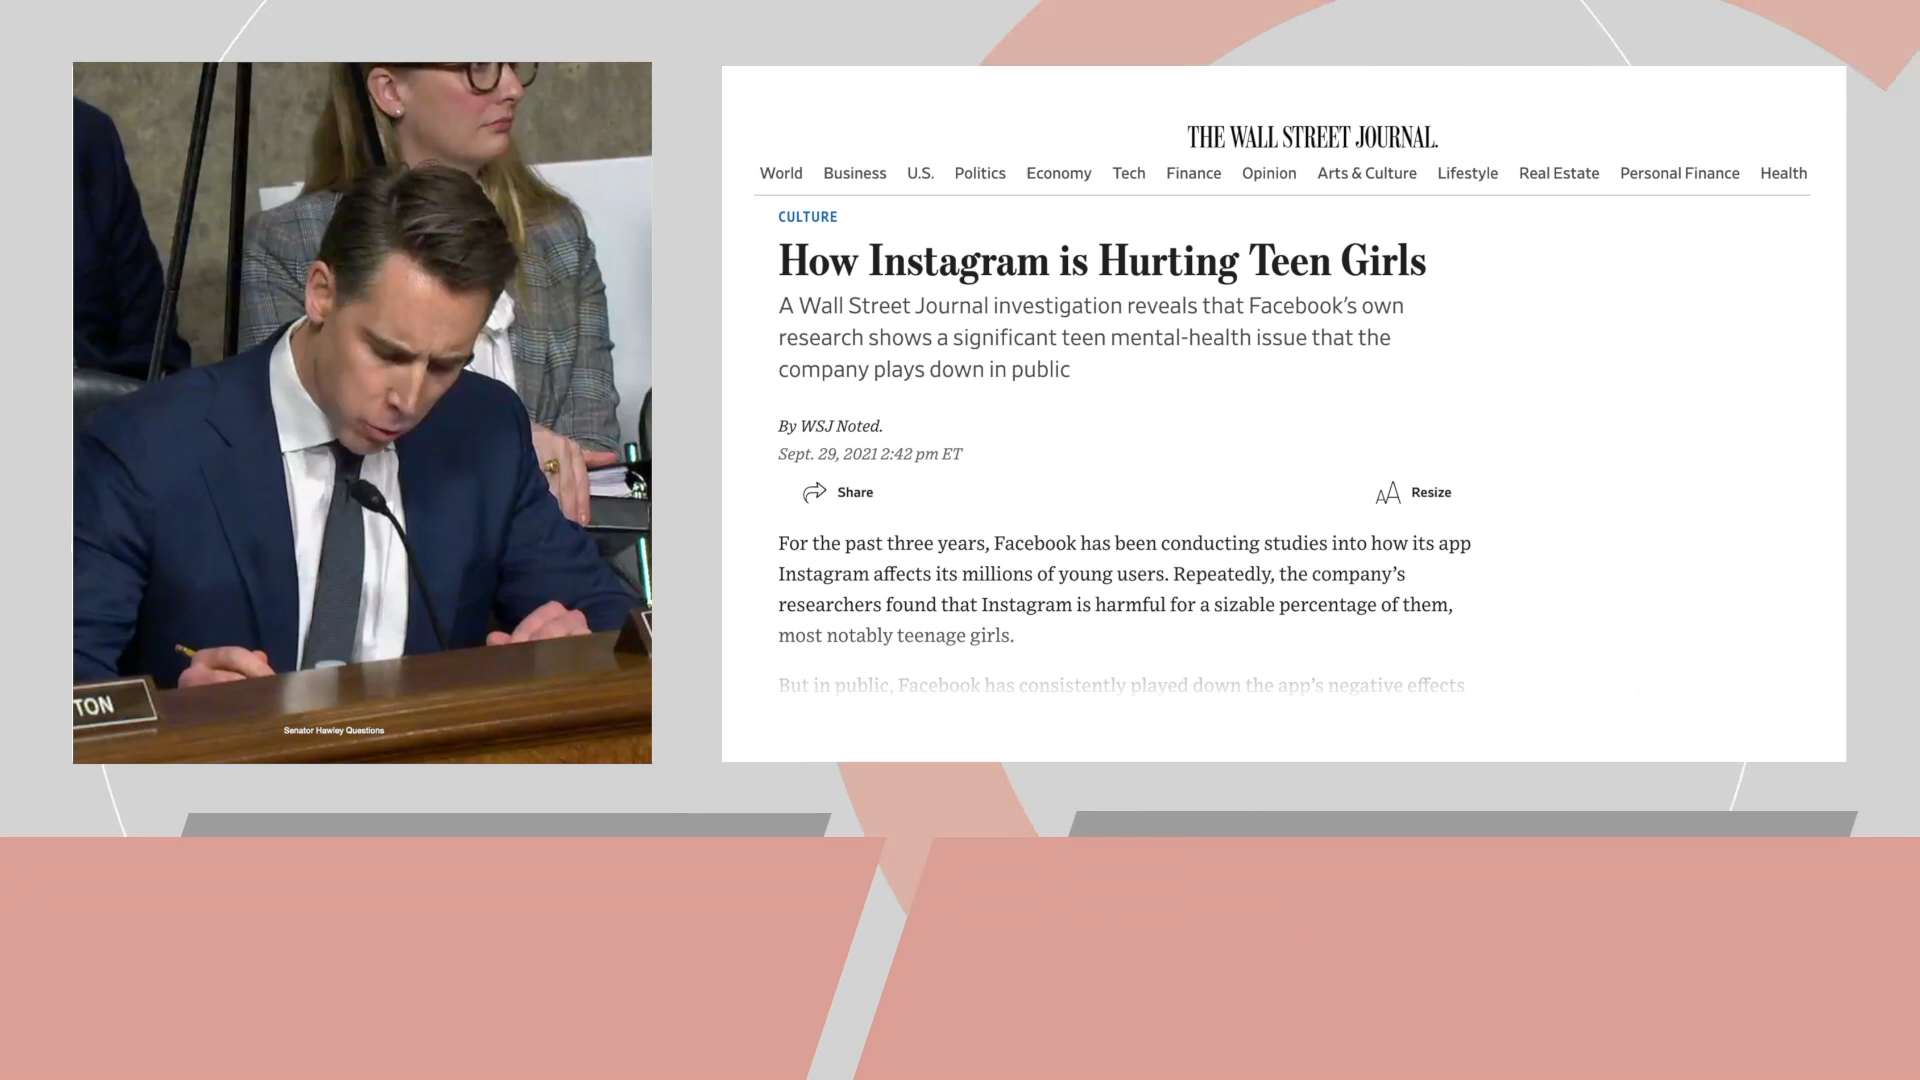 TON
Senator Hawley Questions
THE WALL STREET JOURNAL.
World Business U.S. Politics Economy Tech Finance Opinion Arts & Culture Lifestyle Real Estate Personal Finance Health
CULTURE
How Instagram is Hurting Teen Girls
A Wall Street Journal investigation reveals that Facebook’s own
research shows a significant teen mental-health issue that the
company plays down in public
By WSJ Noted.
Sept. 29, 2021 2:42 pm ET
Share
AA Resize
For the past three years, Facebook has been conducting studies into how its app
Instagram affects its millions of young users. Repeatedly, the company’s
researchers found that Instagram is harmful for a sizable percentage of them,
most notably teenage girls.
But in public, Facebook has consistently played down the app’s negative effects